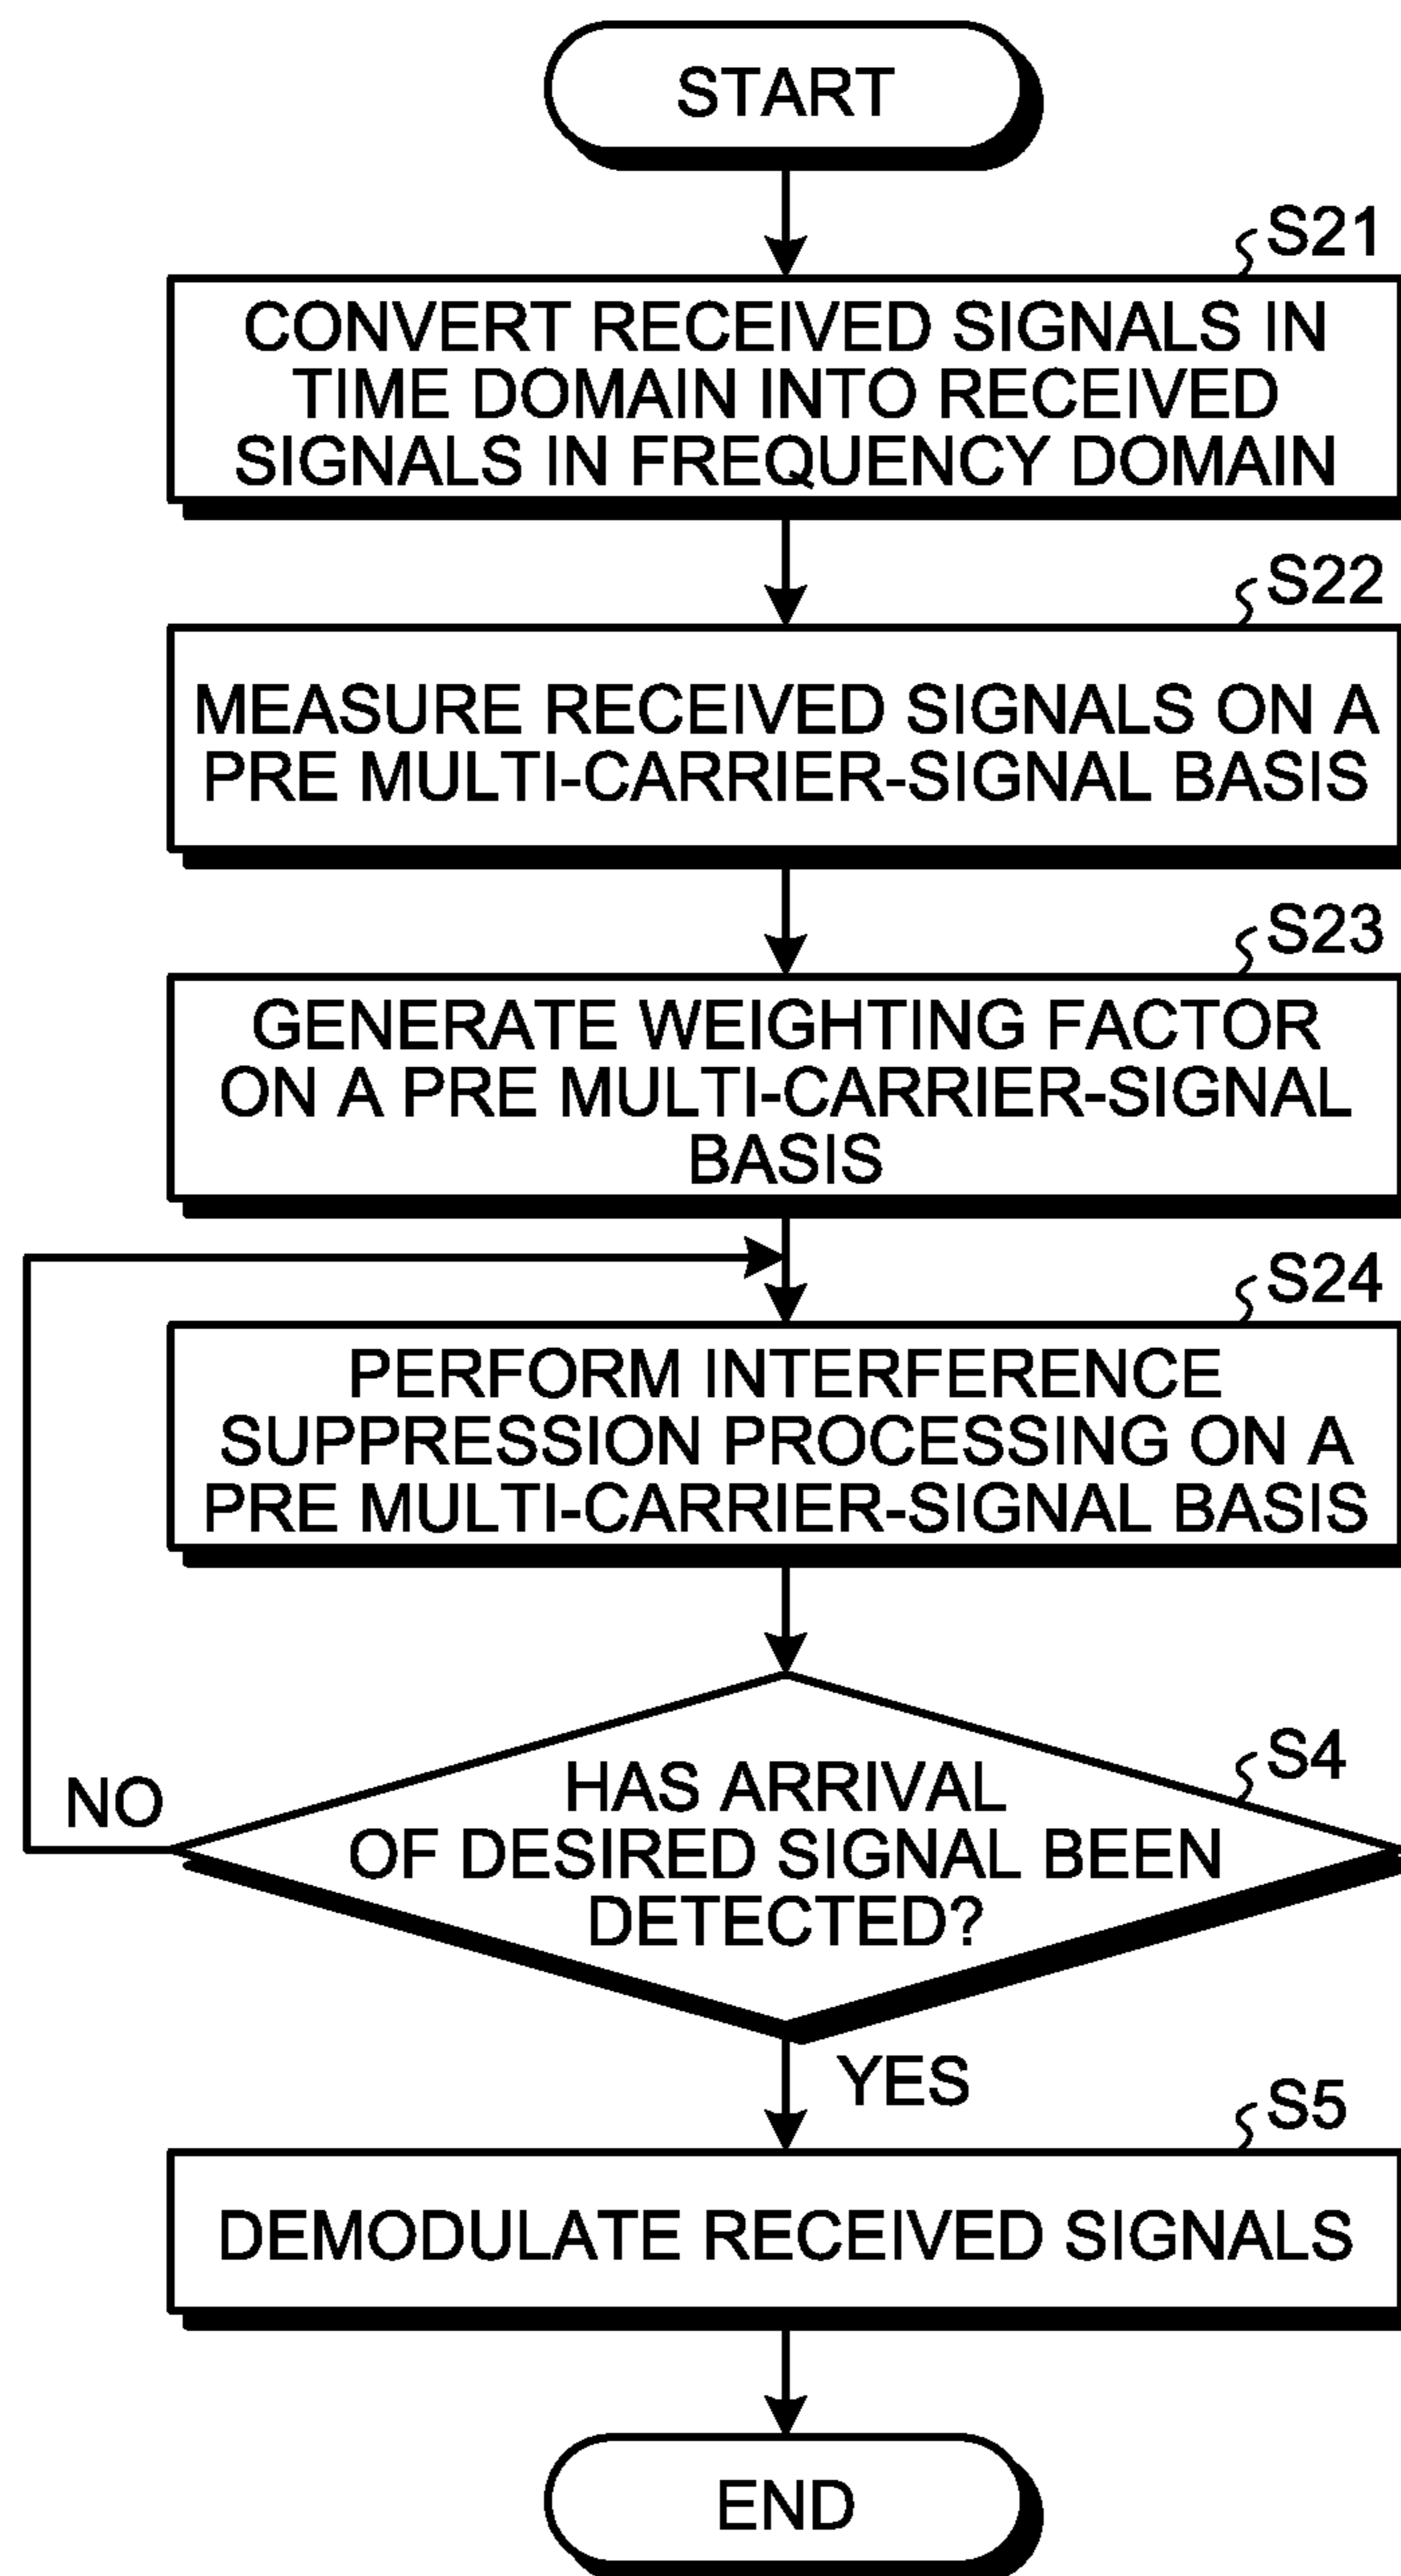 START
S21
CONVERT RECEIVED SIGNALS IN
TIME DOMAIN INTO RECEIVED
SIGNALS IN FREQUENCY DOMAIN
S22
MEASURE RECEIVED SIGNALS ON A
PRE MULTI-CARRIER-SIGNAL BASIS
S23
GENERATE WEIGHTING FACTOR
ON A PRE MULTI-CARRIER-SIGNAL
BASIS
S24
PERFORM INTERFERENCE
SUPPRESSION PROCESSING ON A
PRE MULTI-CARRIER-SIGNAL BASIS
S4
HAS ARRIVAL
OF DESIRED SIGNAL BEEN
DETECTED?
NO
YES
S5
DEMODULATE RECEIVED SIGNALS
END